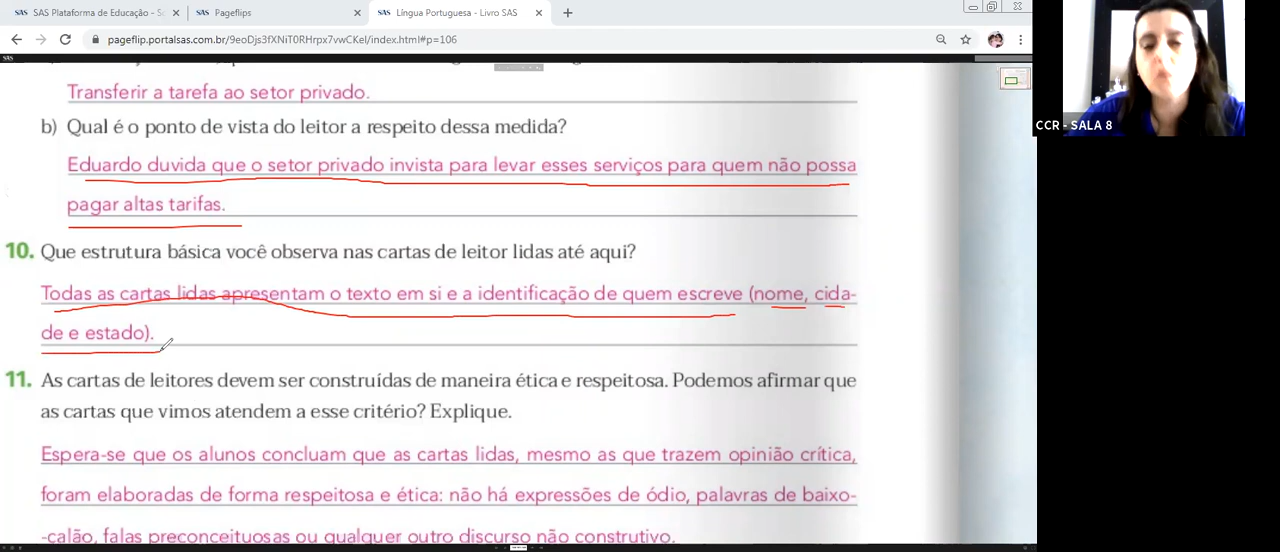 SAS Plataforma de Educação - S
Pageflips
Língua Portuguesa - Livro SAS
pageflip.portalsas.com.br/9eoDjs3fXNiT0RHrpx7vwCKel/index.html#p=106
SAS
Transferir a tarefa ao setor privado.
b) Qual é o ponto de vista do leitor a respeito dessa medida?
Eduardo duvida que o setor privado invista para levar esses serviços para quem não possa
pagar altas tarifas.
10. Que estrutura básica você observa nas cartas de leitor lidas até aqui?
Todas as cartas lidas apresentam o texto em si e a identificação de quem escreve (nome, cida-
de e estado).
11. As cartas de leitores devem ser construídas de maneira ética e respeitosa. Podemos afirmar que
as cartas que vimos atendem a esse critério? Explique.
Espera-se que os alunos concluam que as cartas lidas, mesmo as que trazem opinião crítica,
foram elaboradas de forma respeitosa e ética: não há expressões de ódio, palavras de baixo-
-calão, falas preconceituosas ou qualquer outro discurso não construtivo.
CCR - SALA 8